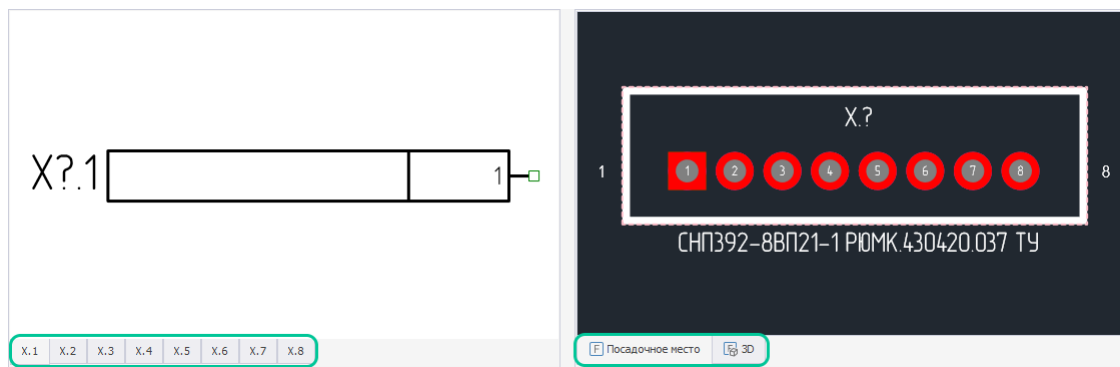 X?.1
1
X.1 X.2 X.3 X.4 X.5 X.6 X.7 X.8
X.?
1
1 2 3 4 5 6 7 8
8
СНП392-8ВП21-1 РЮМК.430420.037 ТУ
F Посадочное место
F 3D